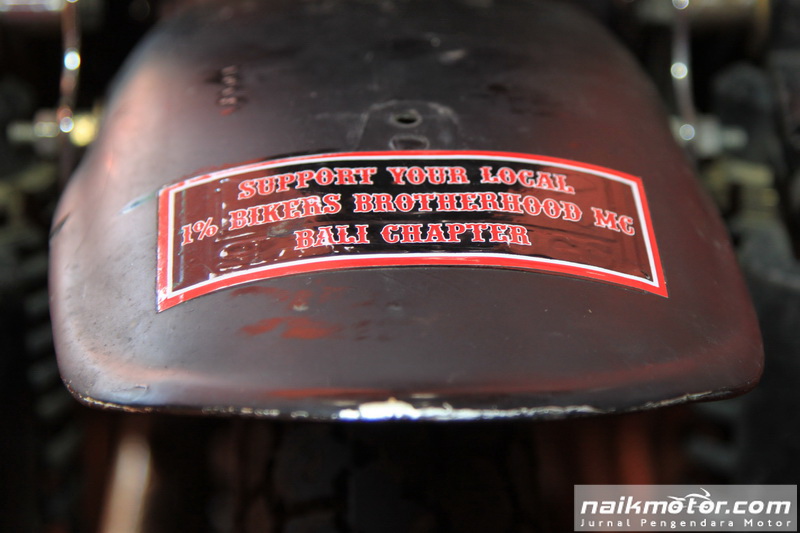 SUPPORT YOUR LOCAL
1% BIKERS BROTHERHOOD MC
BALI CHAPTER
naikmotor.com
Jurnal Pengendara Motor